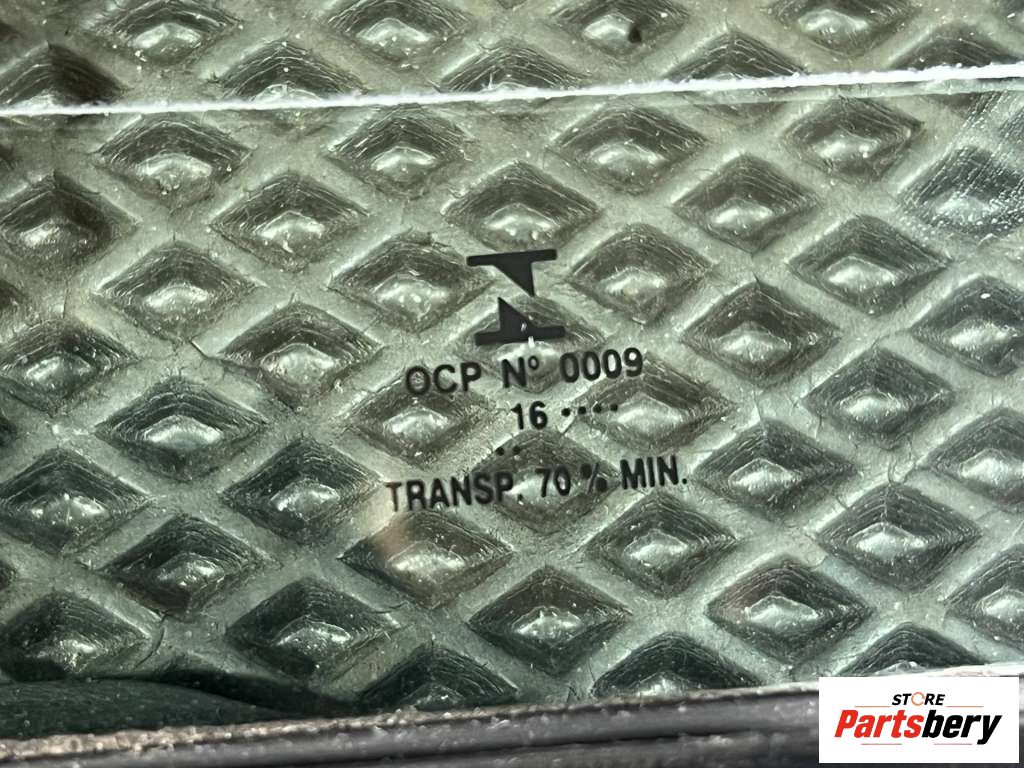 OCP Nº 0009
16 ····
··
TRANSP. 70 % MIN.
STORE
Partsbery